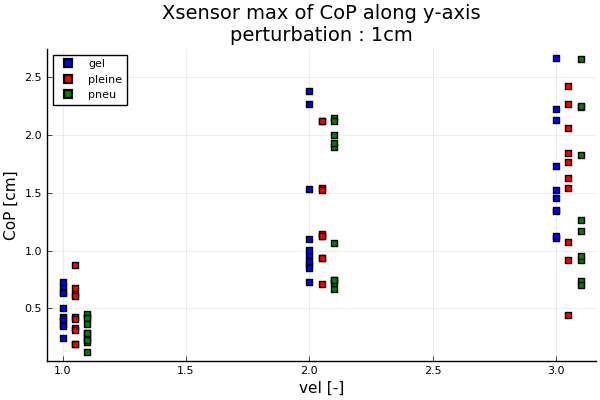 Xsensor max of CoP along y-axis
perturbation : 1cm
gel
pleine
pneu
2.5
2.0
1.5
1.0
0.5
CoP [cm]
1.0 1.5 2.0 2.5 3.0
vel [-]